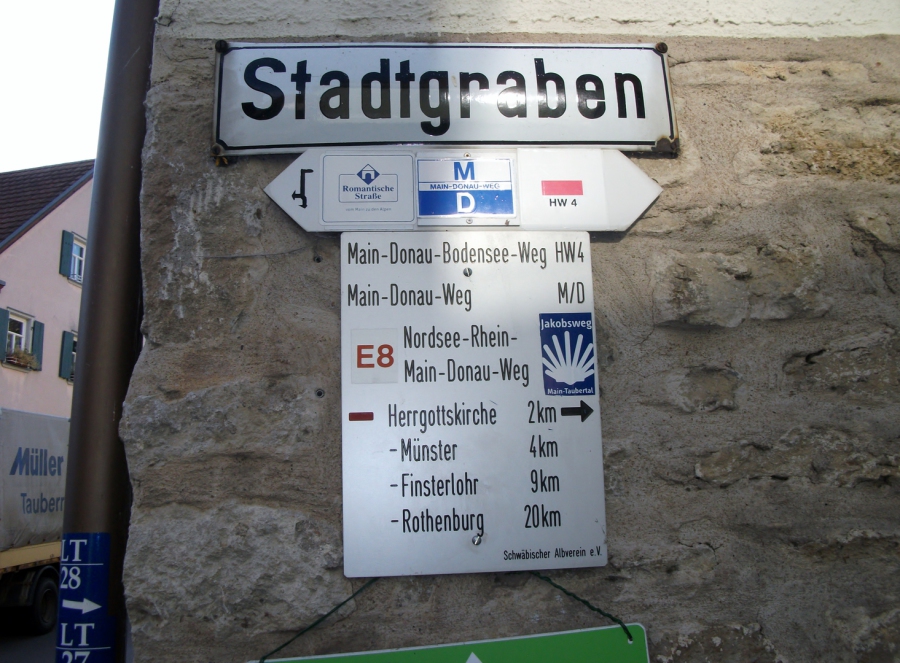 Stadtgraben
Romantische
Straße
M
MAIN-DONAU-WEG
D
HW 4
Main-Donau-Bodensee-Weg HW4
Main-Donau-Weg M/D
E8
Nordsee-Rhein-
Main-Donau-Weg
Jakobsweg
Main-Taubertal
Herrgottskirche 2km
-Münster 4km
-Finsterlohr 9km
-Rothenburg 20km
Schwäbischer Albverein e.V.
Müller
Taubern
LT
28
LT
27